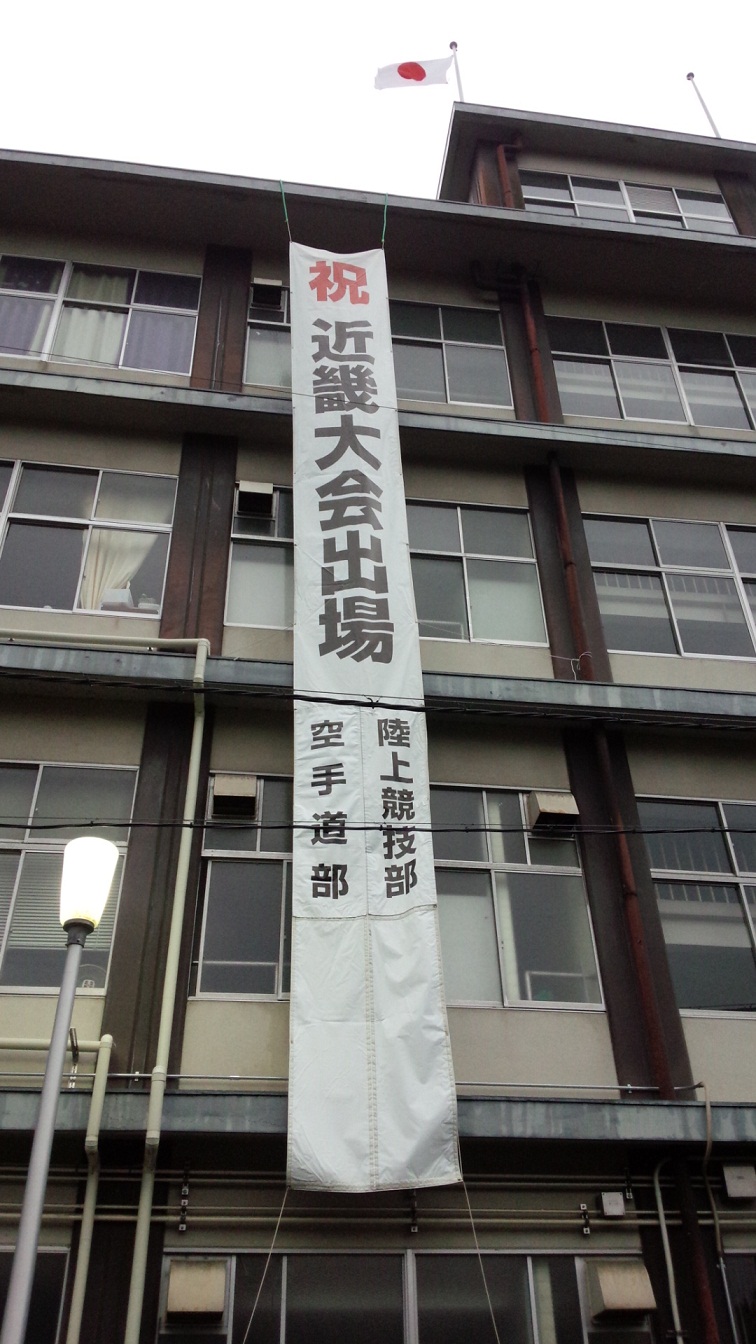 祝
近畿大会出場
陸上競技部
空手道部